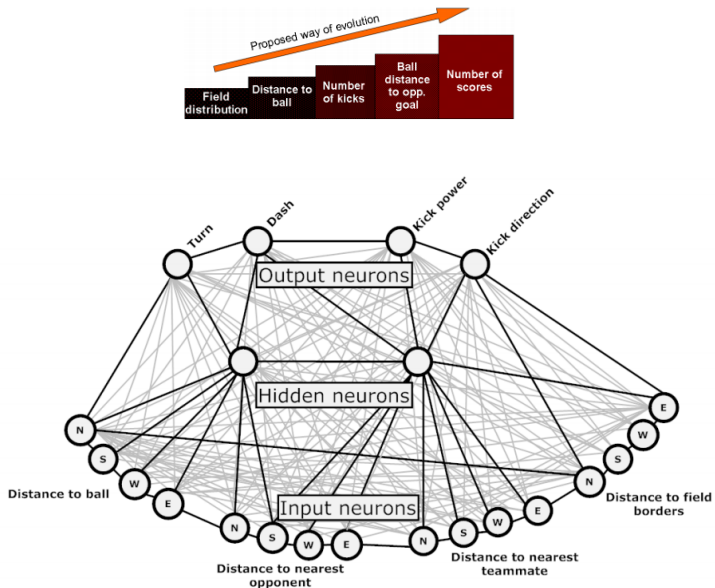 Proposed way of evolution
Field
distribution
Distance to
ball
Number
of kicks
Ball
distance
to opp.
goal
Number of
scores
Turn
Dash
Kick power
Kick direction
Output neurons
Hidden neurons
Input neurons
N
S
W
E
Distance to ball
N
S
W
E
Distance to nearest
opponent
N
S
W
E
Distance to nearest
teammate
N
S
W
E
Distance to field
borders